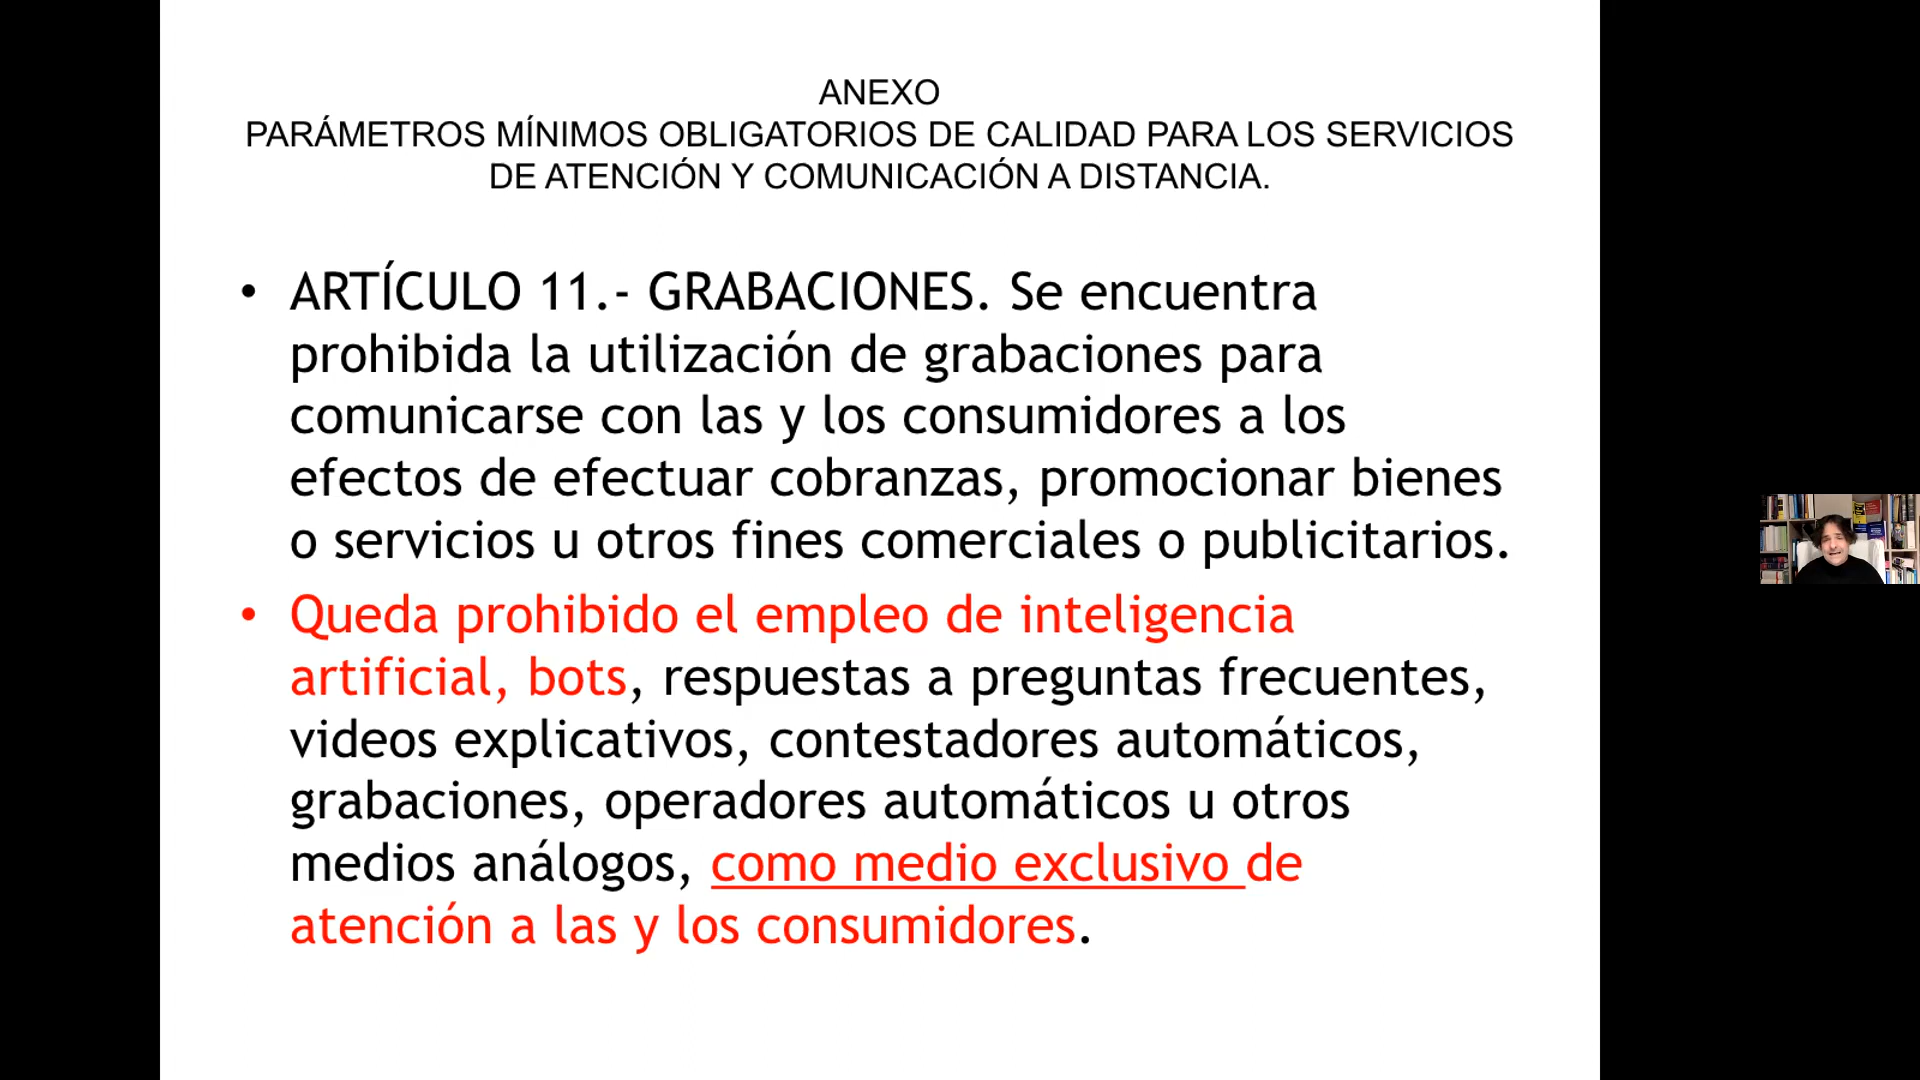 ANEXO
PARÁMETROS MÍNIMOS OBLIGATORIOS DE CALIDAD PARA LOS SERVICIOS
DE ATENCIÓN Y COMUNICACIÓN A DISTANCIA.
• ARTÍCULO 11.- GRABACIONES. Se encuentra
prohibida la utilización de grabaciones para
comunicarse con las y los consumidores a los
efectos de efectuar cobranzas, promocionar bienes
o servicios u otros fines comerciales o publicitarios.
• Queda prohibido el empleo de inteligencia
artificial, bots, respuestas a preguntas frecuentes,
videos explicativos, contestadores automáticos,
grabaciones, operadores automáticos u otros
medios análogos, como medio exclusivo de
atención a las y los consumidores.